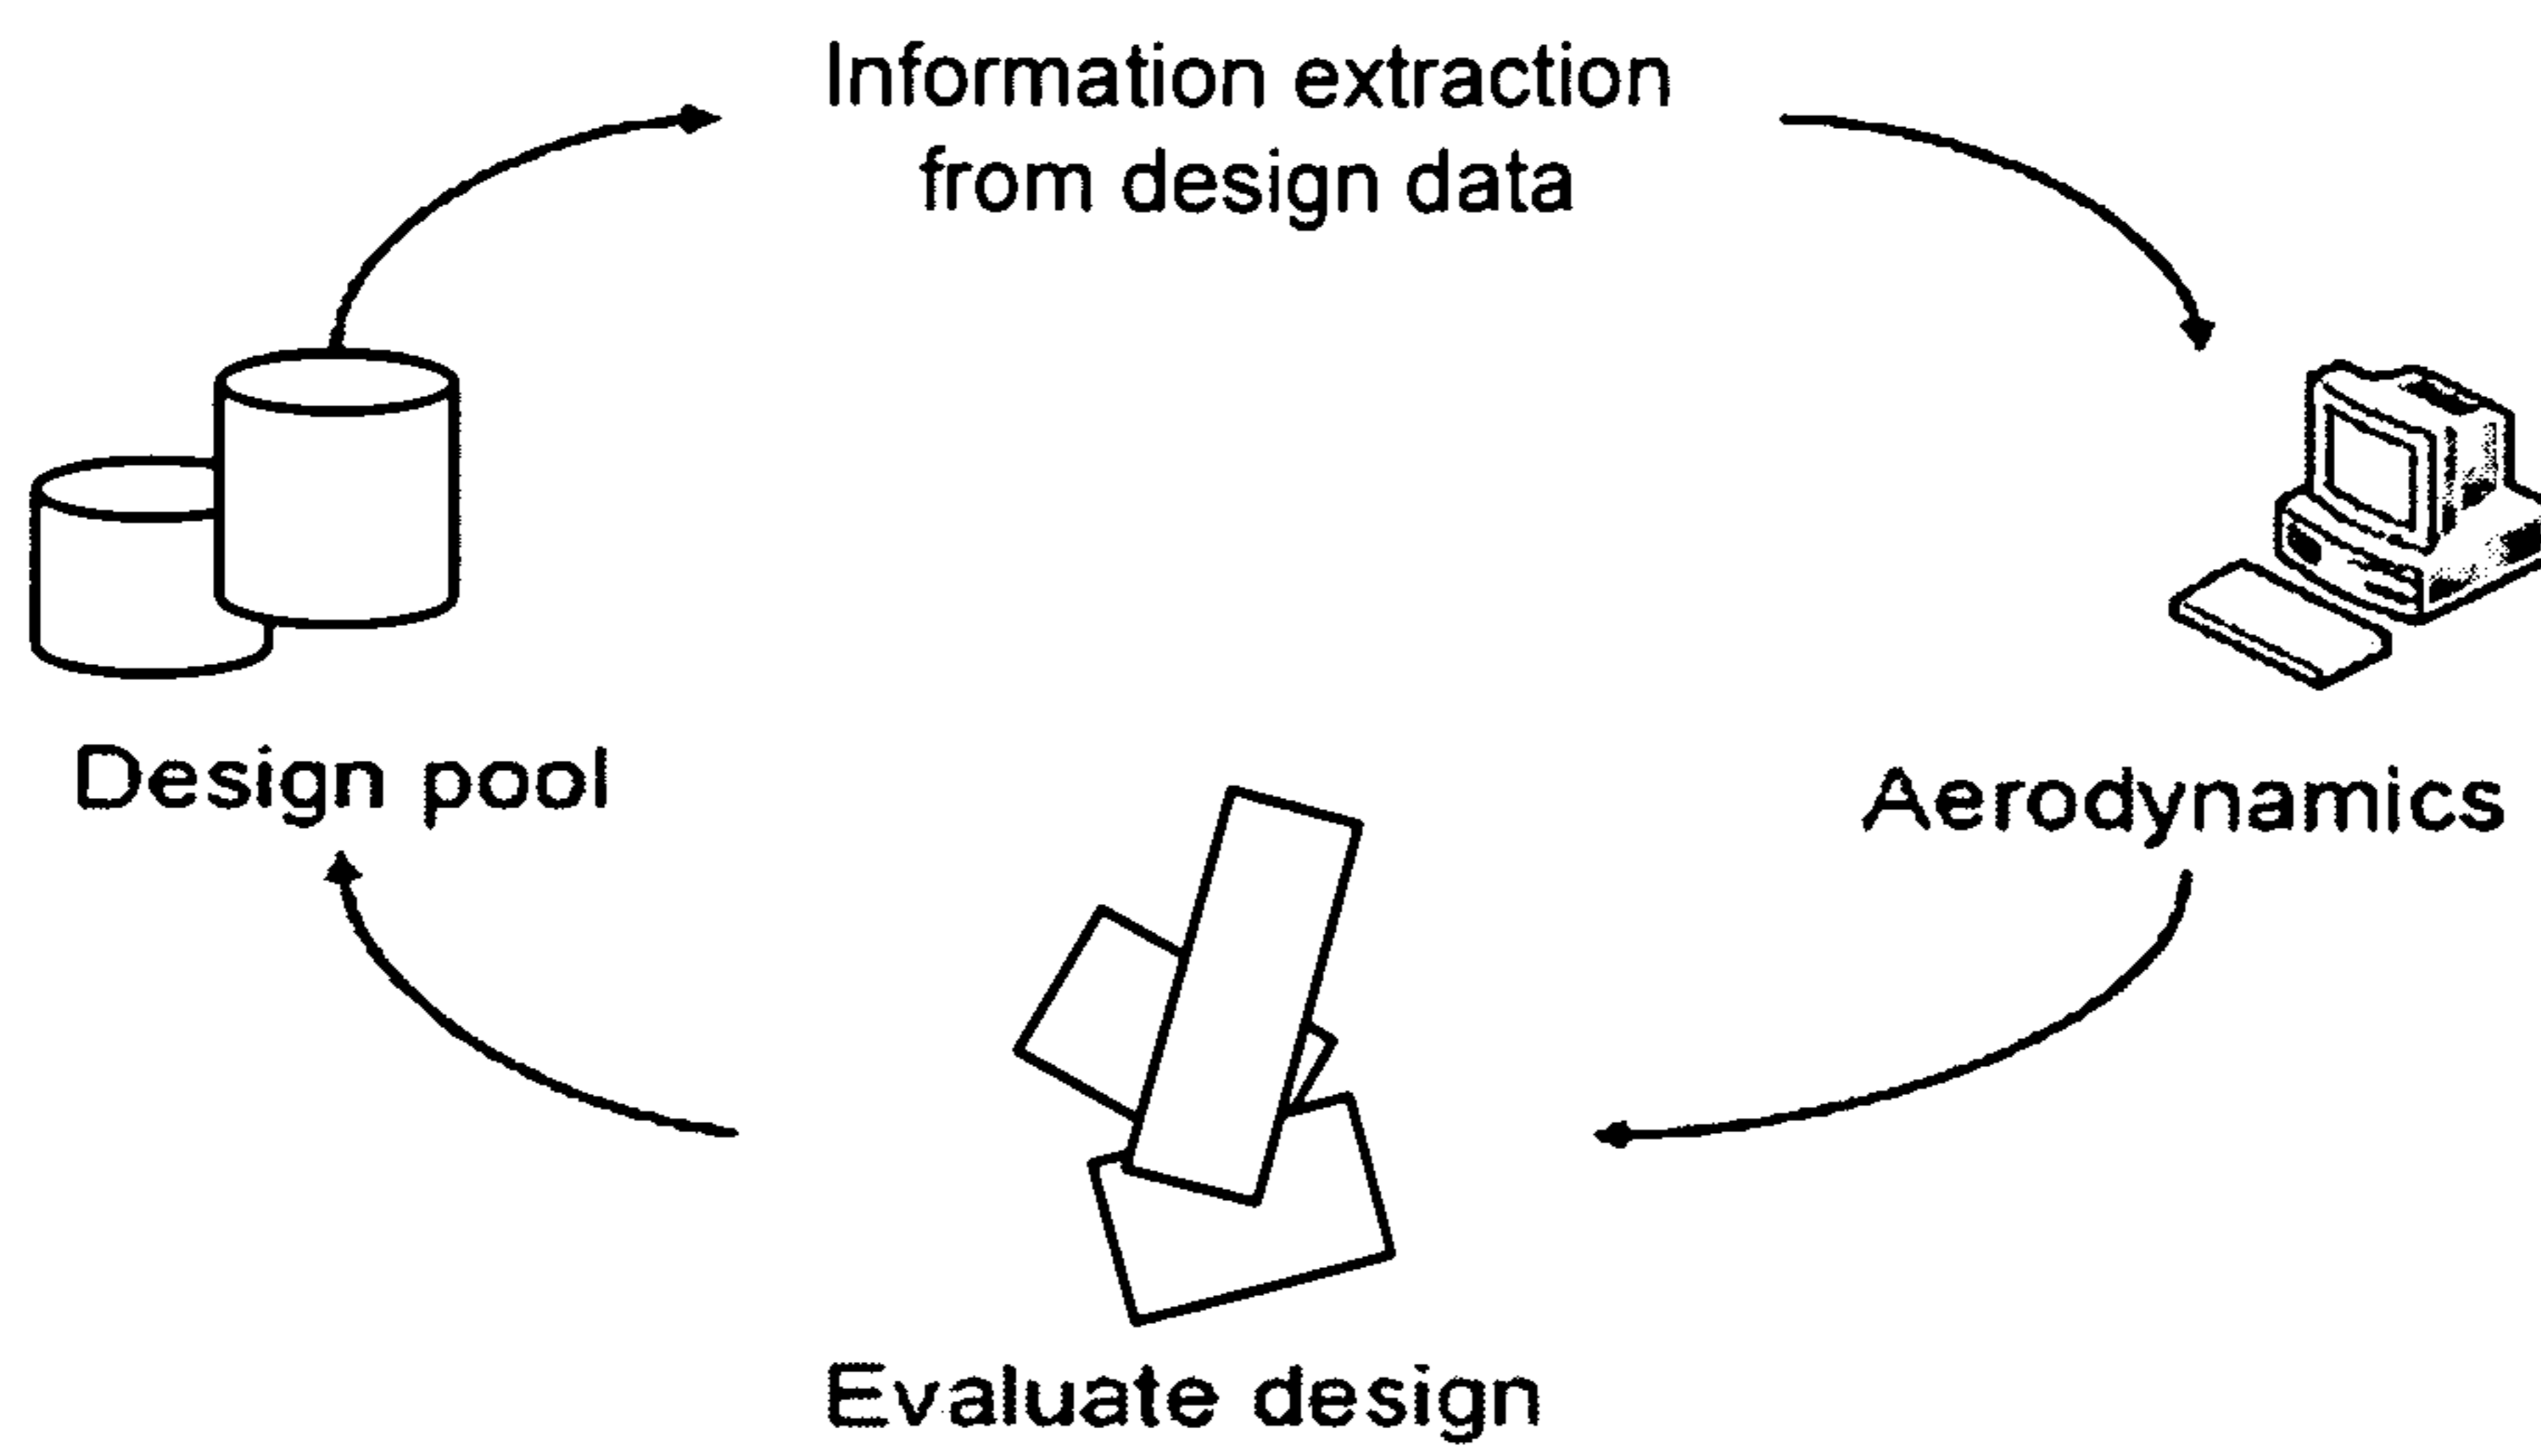 Information extraction
from design data
Design pool
Aerodynamics
Evaluate design